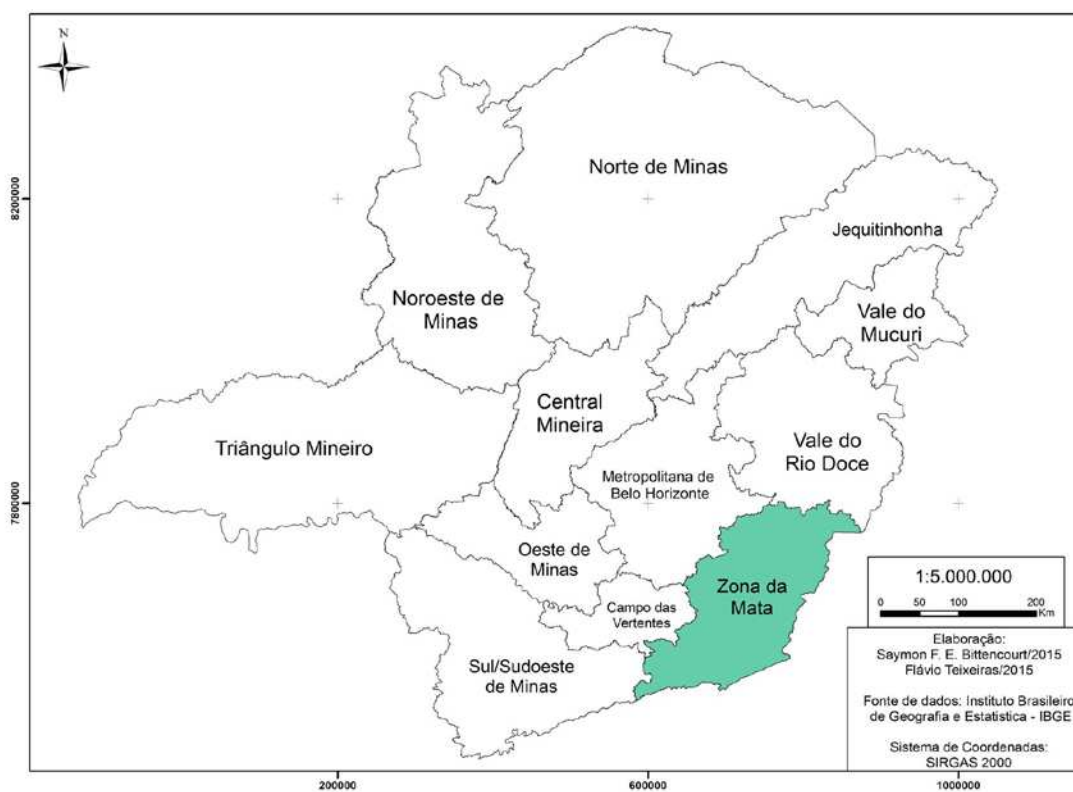 N
Norte de Minas
8200000
Jequitinhonha
Noroeste de
Minas
Vale do
Mucuri
Central
Mineira
Triângulo Mineiro
Vale do
Rio Doce
Metropolitana de
Belo Horizonte
7800000
Oeste de
Minas
Zona da
Mata
Campo das
Vertentes
Sul/Sudoeste
de Minas
1:5.000.000
0 50 100 200
Km
Elaboração:
Saymon F. E. Bittencourt/2015
Flávio Teixeiras/2015
Fonte de dados: Instituto Brasileiro
de Geografia e Estatistica - IBGE
Sistema de Coordenadas:
SIRGAS 2000
200000 600000 1000000